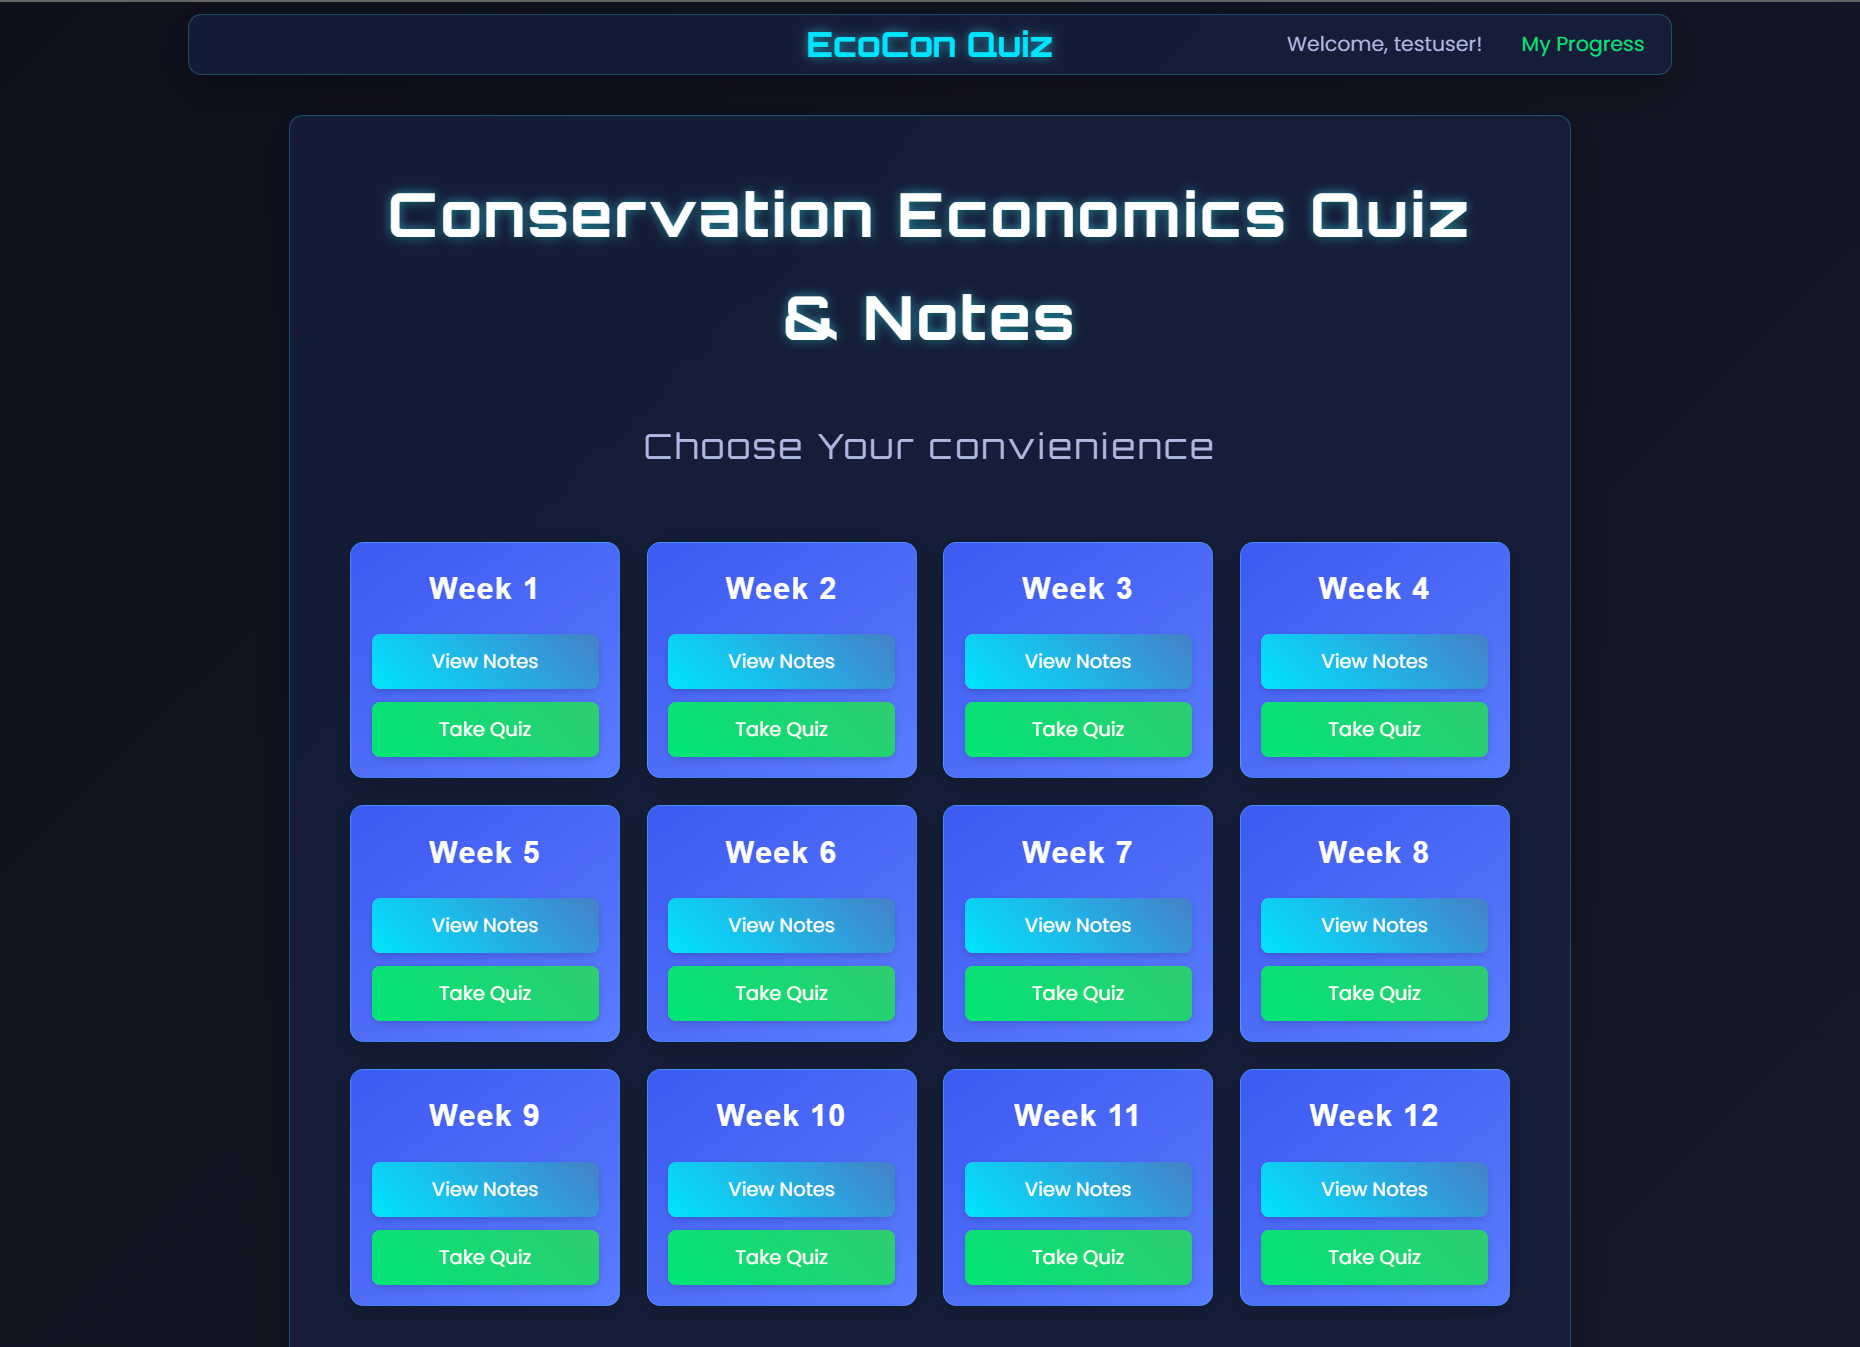 EcoCon Quiz
Welcome, testuser!
My Progress
Conservation Economics Quiz
& Notes
Choose Your convienience
Week 1
View Notes
Take Quiz
Week 2
View Notes
Take Quiz
Week 3
View Notes
Take Quiz
Week 4
View Notes
Take Quiz
Week 5
View Notes
Take Quiz
Week 6
View Notes
Take Quiz
Week 7
View Notes
Take Quiz
Week 8
View Notes
Take Quiz
Week 9
View Notes
Take Quiz
Week 10
View Notes
Take Quiz
Week 11
View Notes
Take Quiz
Week 12
View Notes
Take Quiz